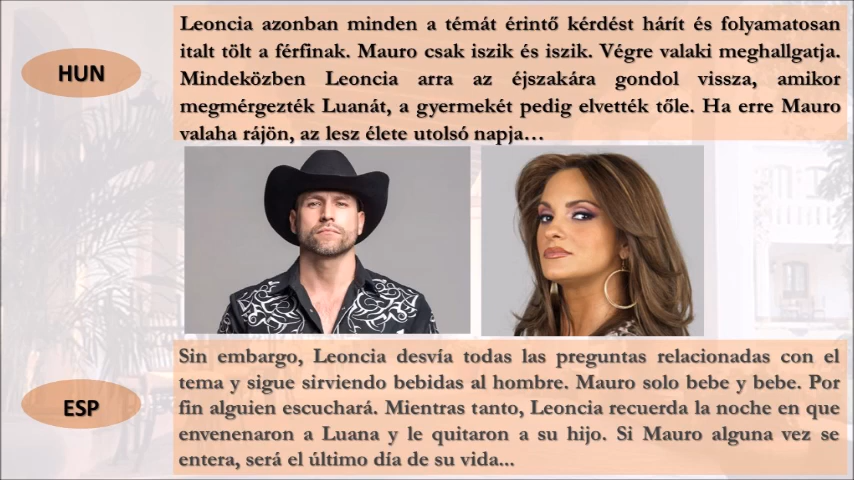 HUN
Leoncia azonban minden a témát érintő kérdést hárít és folyamatosan
italt tölt a férfinak. Mauro csak iszik és iszik. Végre valaki meghallgatja.
Mindeközben Leoncia arra az éjszakára gondol vissza, amikor
megmérgezték Luanát, a gyermekét pedig elvették tőle. Ha erre Mauro
valaha rájön, az lesz élete utolsó napja…
ESP
Sin embargo, Leoncia desvía todas las preguntas relacionadas con el
tema y sigue sirviendo bebidas al hombre. Mauro solo bebe y bebe. Por
fin alguien escuchará. Mientras tanto, Leoncia recuerda la noche en que
envenenaron a Luana y le quitaron a su hijo. Si Mauro alguna vez se
entera, será el último día de su vida...